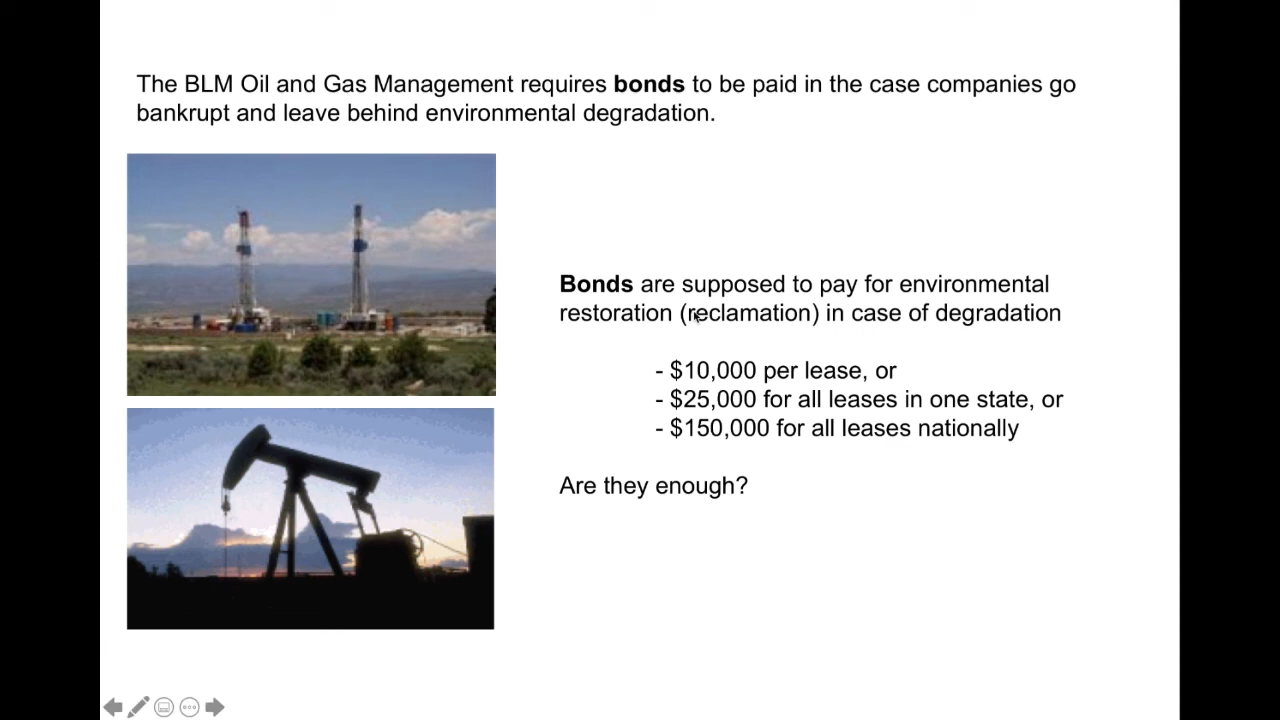 The BLM Oil and Gas Management requires bonds to be paid in the case companies go
bankrupt and leave behind environmental degradation.
Bonds are supposed to pay for environmental
restoration (reclamation) in case of degradation
- $10,000 per lease, or
- $25,000 for all leases in one state, or
- $150,000 for all leases nationally
Are they enough?